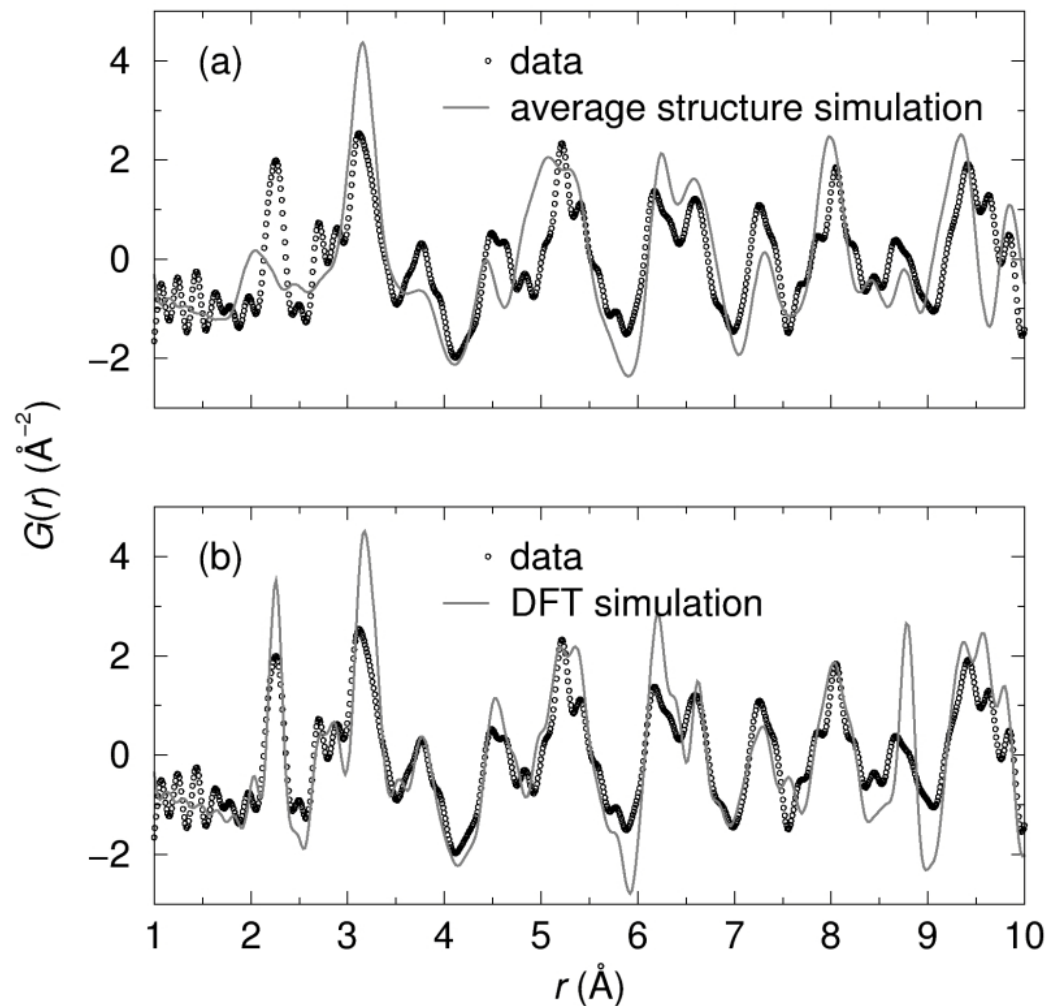 (a)
data
average structure simulation
4
2
0
−2
G(r) (Å−2)
(b)
data
DFT simulation
4
2
0
−2
1 2 3 4 5 6 7 8 9 10
r (Å)